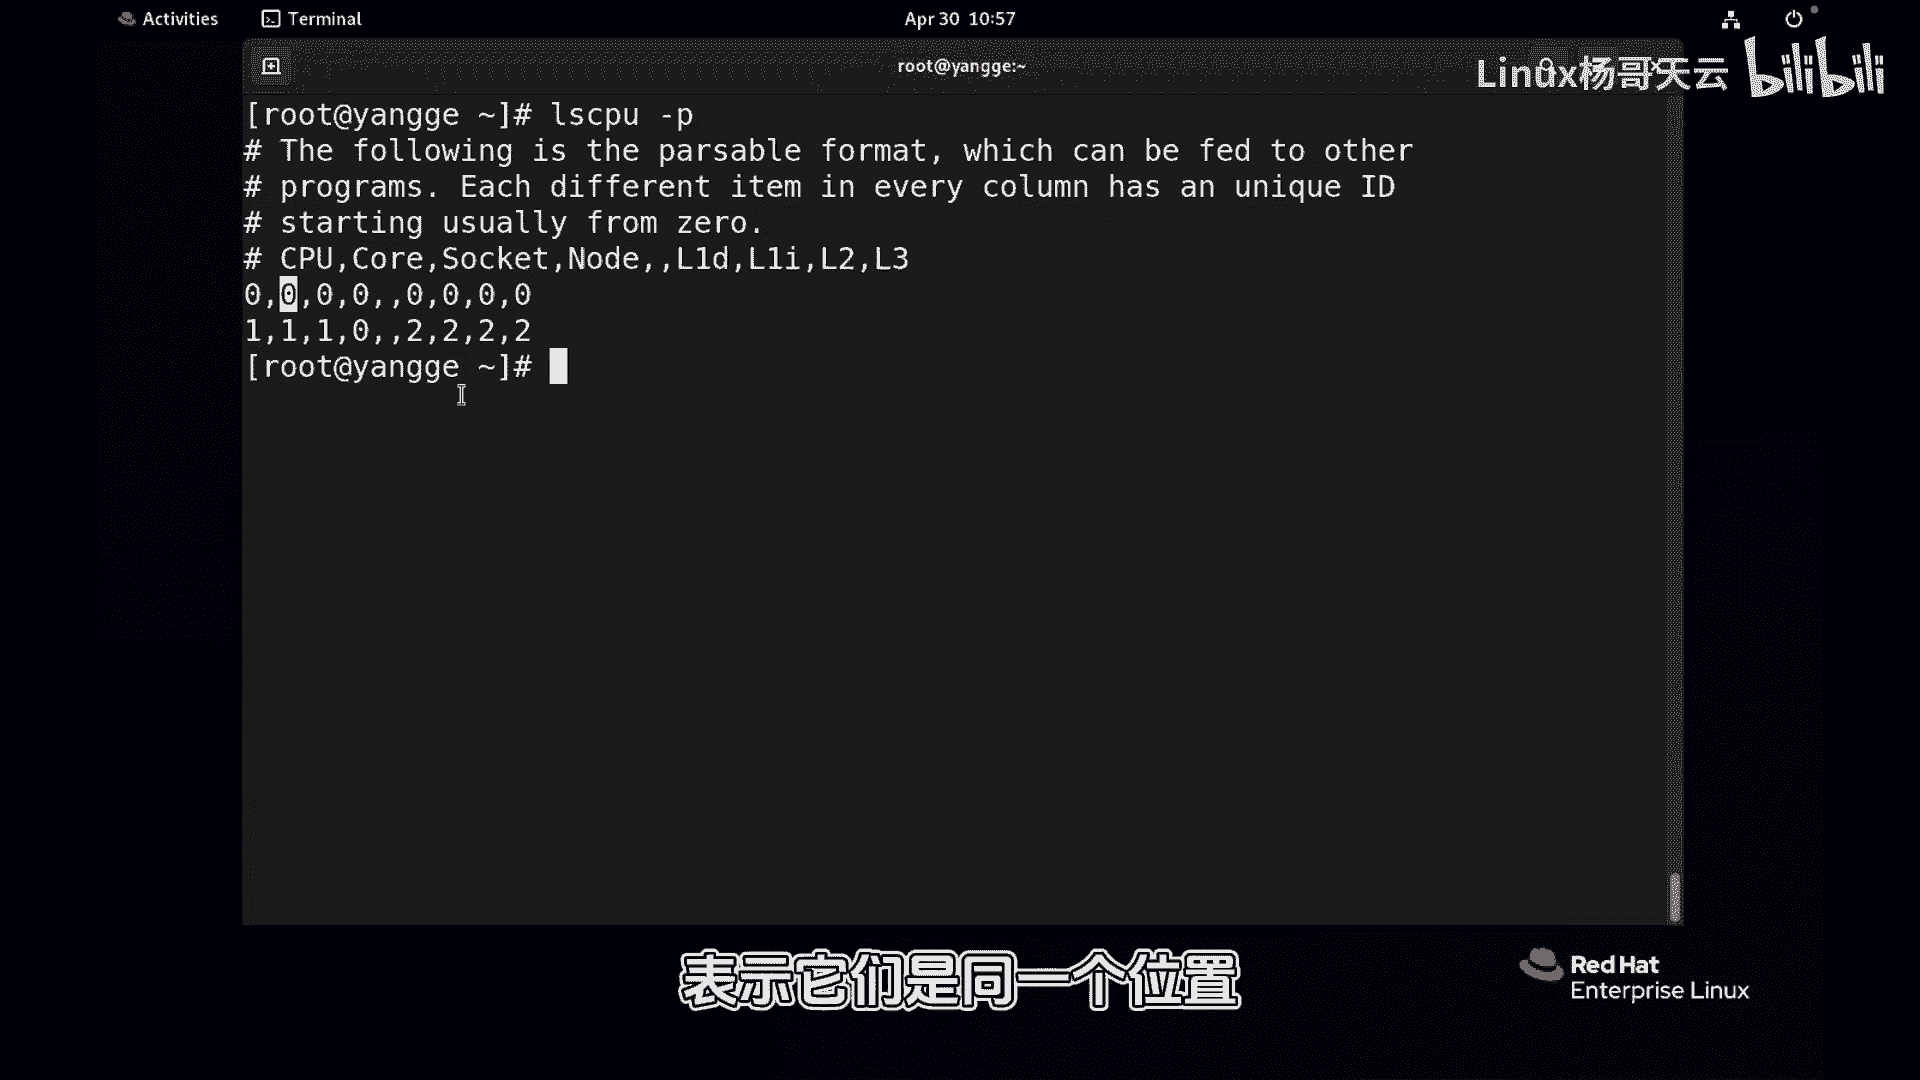 Activities Terminal Apr 30 10:57
root@yangge:~
Linux杨哥天云 bilibili
[root@yangge ~]# lscpu -p
# The following is the parsable format, which can be fed to other
# programs. Each different item in every column has an unique ID
# starting usually from zero.
# CPU,Core,Socket,Node,,L1d,L1i,L2,L3
0,0,0,0,,0,0,0,0
1,1,1,0,,2,2,2,2
[root@yangge ~]#
表示它们是同一个位置
Red Hat
Enterprise Linux